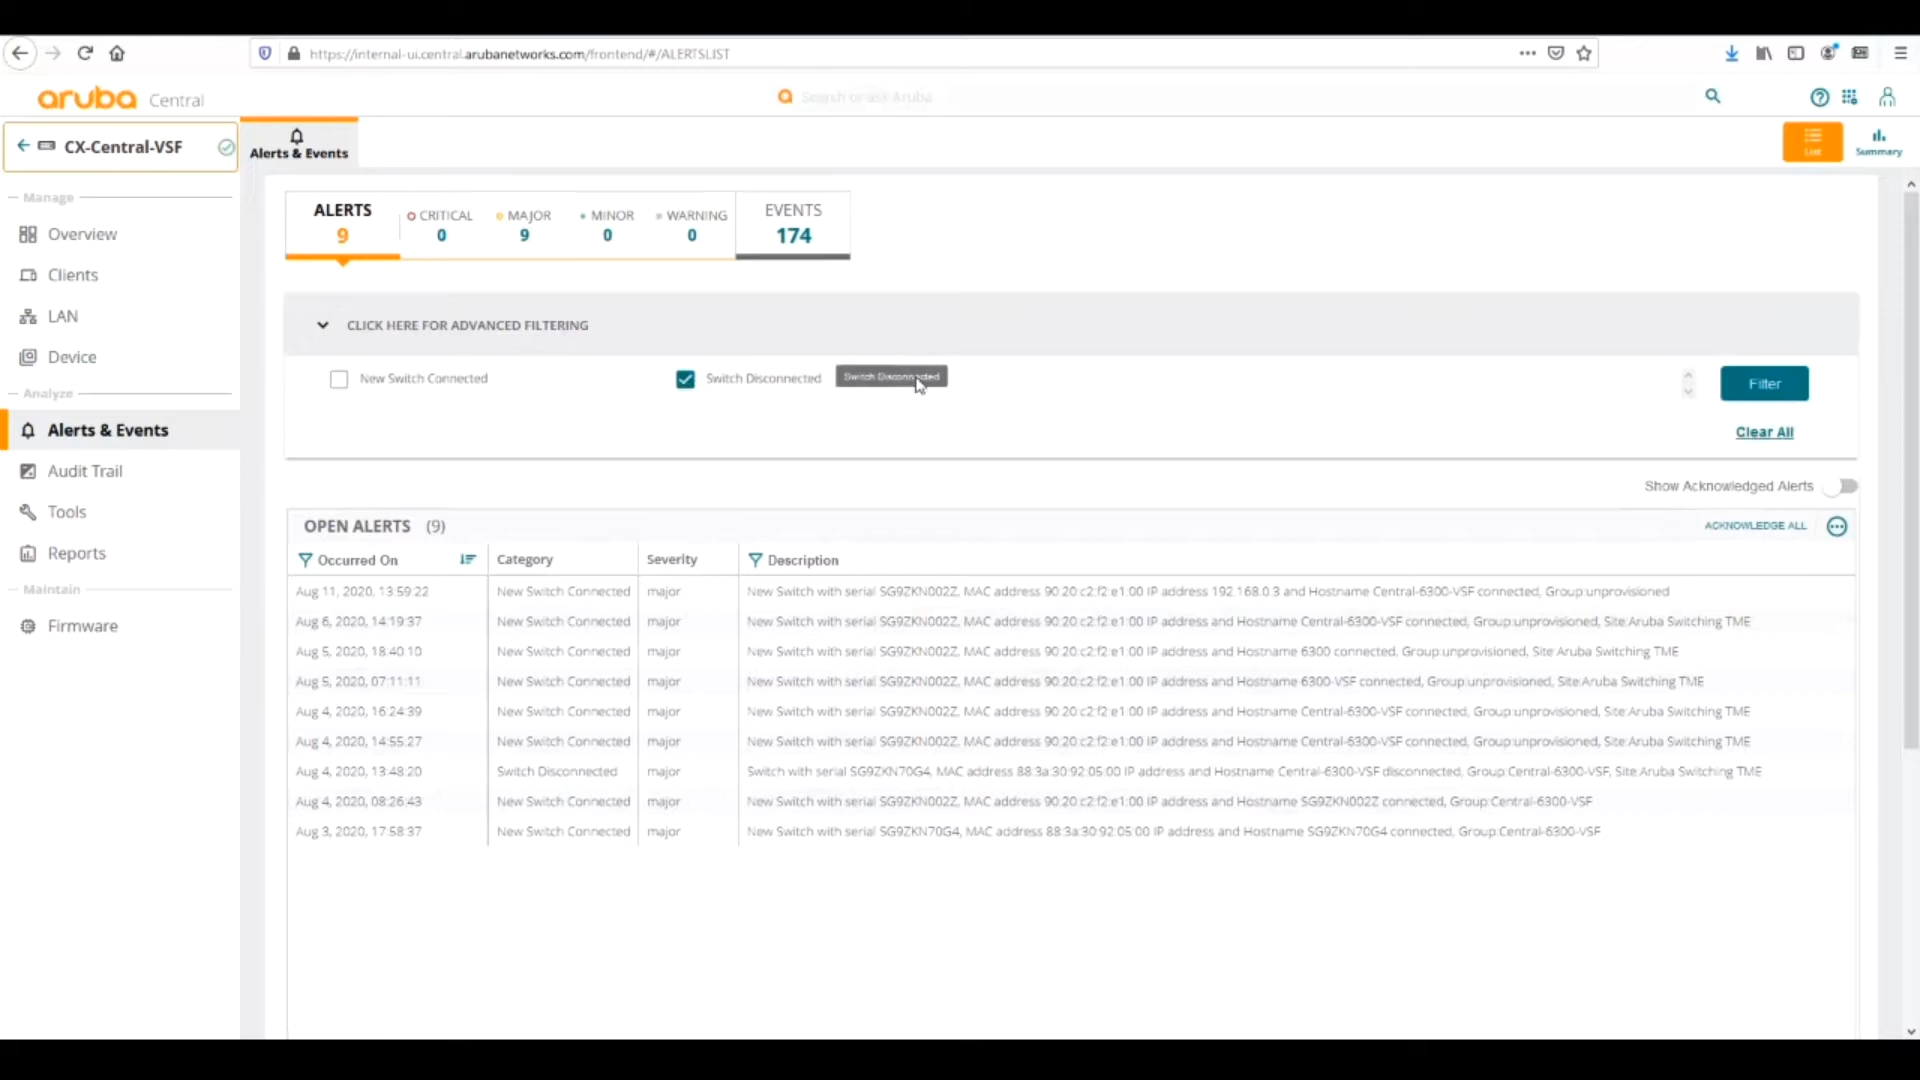 https://internal-ui.central.arubanetworks.com/frontend/#/ALERTSLIST
aruba Central
Search or ask Aruba
CX-Central-VSF
Alerts & Events
List
Summary
Manage
Overview
Clients
LAN
Device
Analyze
Alerts & Events
Audit Trail
Tools
Reports
Maintain
Firmware
ALERTS
9
CRITICAL
0
MAJOR
9
MINOR
0
WARNING
0
EVENTS
174
CLICK HERE FOR ADVANCED FILTERING
New Switch Connected
Switch Disconnected
Switch Disconnected
Filter
Clear All
Show Acknowledged Alerts
OPEN ALERTS (9)
ACKNOWLEDGE ALL
Occurred On Category Severity Description
Aug 11, 2020, 13:59:22 New Switch Connected major New Switch with serial SG9ZKN002Z, MAC address 90:20:c2:f2:e1:00 IP address 192.168.0.3 and Hostname Central-6300-VSF connected, Group:unprovisioned
Aug 6, 2020, 14:19:37 New Switch Connected major New Switch with serial SG9ZKN002Z, MAC address 90:20:c2:f2:e1:00 IP address and Hostname Central-6300-VSF connected, Group:unprovisioned, Site:Aruba Switching TME
Aug 5, 2020, 18:40:10 New Switch Connected major New Switch with serial SG9ZKN002Z, MAC address 90:20:c2:f2:e1:00 IP address and Hostname 6300 connected, Group:unprovisioned, Site:Aruba Switching TME
Aug 5, 2020, 07:11:11 New Switch Connected major New Switch with serial SG9ZKN002Z, MAC address 90:20:c2:f2:e1:00 IP address and Hostname 6300-VSF connected, Group:unprovisioned, Site:Aruba Switching TME
Aug 4, 2020, 16:24:39 New Switch Connected major New Switch with serial SG9ZKN002Z, MAC address 90:20:c2:f2:e1:00 IP address and Hostname Central-6300-VSF connected, Group:unprovisioned, Site:Aruba Switching TME
Aug 4, 2020, 14:55:27 New Switch Connected major New Switch with serial SG9ZKN002Z, MAC address 90:20:c2:f2:e1:00 IP address and Hostname Central-6300-VSF connected, Group:unprovisioned, Site:Aruba Switching TME
Aug 4, 2020, 13:48:20 Switch Disconnected major Switch with serial SG9ZKN70G4, MAC address 88:3a:30:92:05:00 IP address and Hostname Central-6300-VSF disconnected, Group:Central-6300-VSF, Site:Aruba Switching TME
Aug 4, 2020, 08:26:43 New Switch Connected major New Switch with serial SG9ZKN002Z, MAC address 90:20:c2:f2:e1:00 IP address and Hostname SG9ZKN002Z connected, Group:Central-6300-VSF
Aug 3, 2020, 17:58:37 New Switch Connected major New Switch with serial SG9ZKN70G4, MAC address 88:3a:30:92:05:00 IP address and Hostname SG9ZKN70G4 connected, Group:Central-6300-VSF